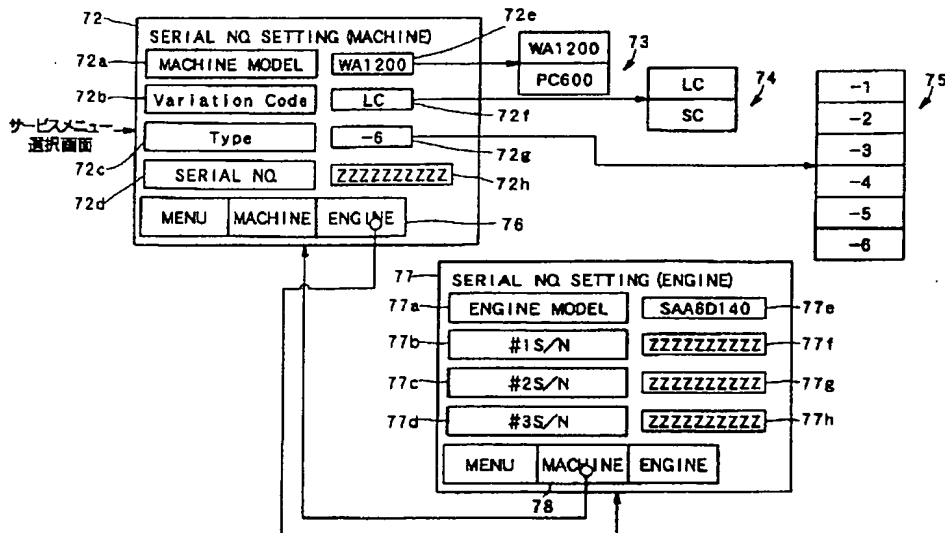 72
SERIAL NO. SETTING (MACHINE)
72e
72a
MACHINE MODEL
WA1200
WA1200
PC600
73
72b
Variation Code
LC
72f
LC
SC
74
サービスメニュー
選択画面
72c
Type
-6
72g
-1
-2
-3
-4
-5
-6
75
72d
SERIAL NO.
ZZZZZZZZZZ
72h
MENU
MACHINE
ENGINE
76
77
SERIAL NO. SETTING (ENGINE)
77a
ENGINE MODEL
SAA6D140
77e
77b
#1S/N
ZZZZZZZZZZ
77f
77c
#2S/N
ZZZZZZZZZZ
77g
77d
#3S/N
ZZZZZZZZZZ
77h
MENU
MACHINE
ENGINE
78